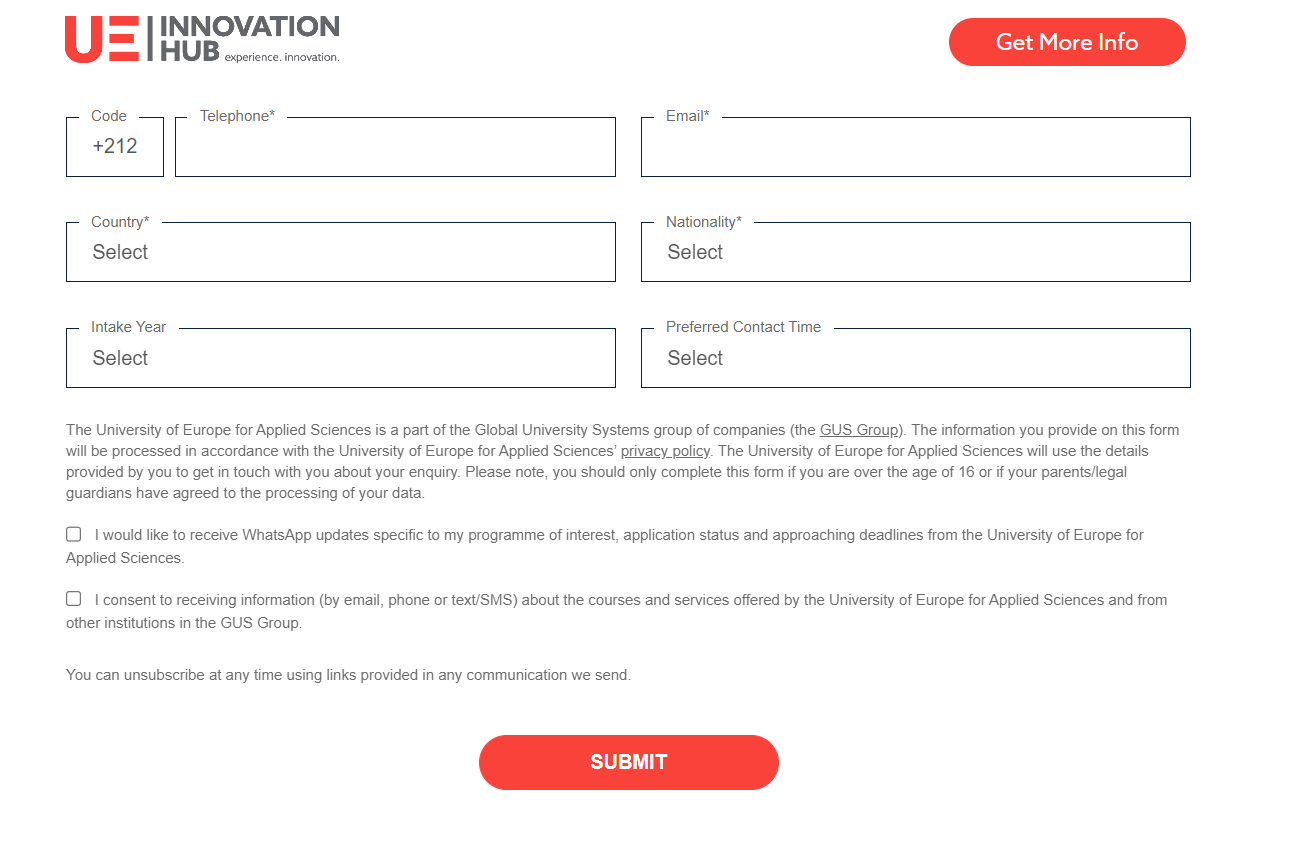 UE INNOVATION
HUB experience. innovation.
Get More Info
Code
+212
Telephone*
Email*
Country*
Select
Nationality*
Select
Intake Year
Select
Preferred Contact Time
Select
The University of Europe for Applied Sciences is a part of the Global University Systems group of companies (the GUS Group). The information you provide on this form
will be processed in accordance with the University of Europe for Applied Sciences’ privacy policy. The University of Europe for Applied Sciences will use the details
provided by you to get in touch with you about your enquiry. Please note, you should only complete this form if you are over the age of 16 or if your parents/legal
guardians have agreed to the processing of your data.
I would like to receive WhatsApp updates specific to my programme of interest, application status and approaching deadlines from the University of Europe for
Applied Sciences.
I consent to receiving information (by email, phone or text/SMS) about the courses and services offered by the University of Europe for Applied Sciences and from
other institutions in the GUS Group.
You can unsubscribe at any time using links provided in any communication we send.
SUBMIT